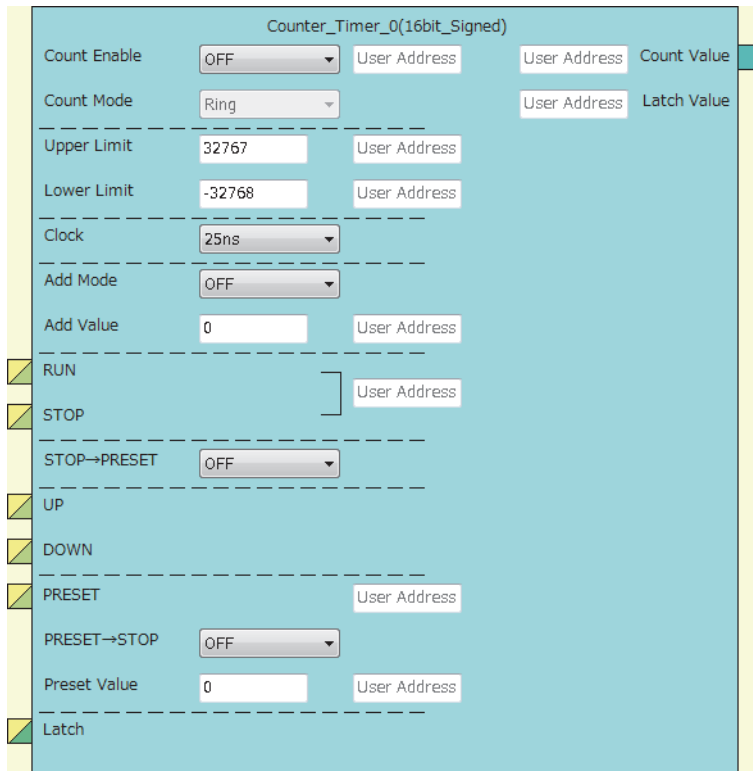 Counter_Timer_0(16bit_Signed)
Count Enable OFF User Address User Address Count Value
Count Mode Ring User Address Latch Value
Upper Limit 32767 User Address
Lower Limit -32768 User Address
Clock 25ns
Add Mode OFF
Add Value 0 User Address
RUN
User Address
STOP
STOP→PRESET OFF
UP
DOWN
PRESET User Address
PRESET→STOP OFF
Preset Value 0 User Address
Latch